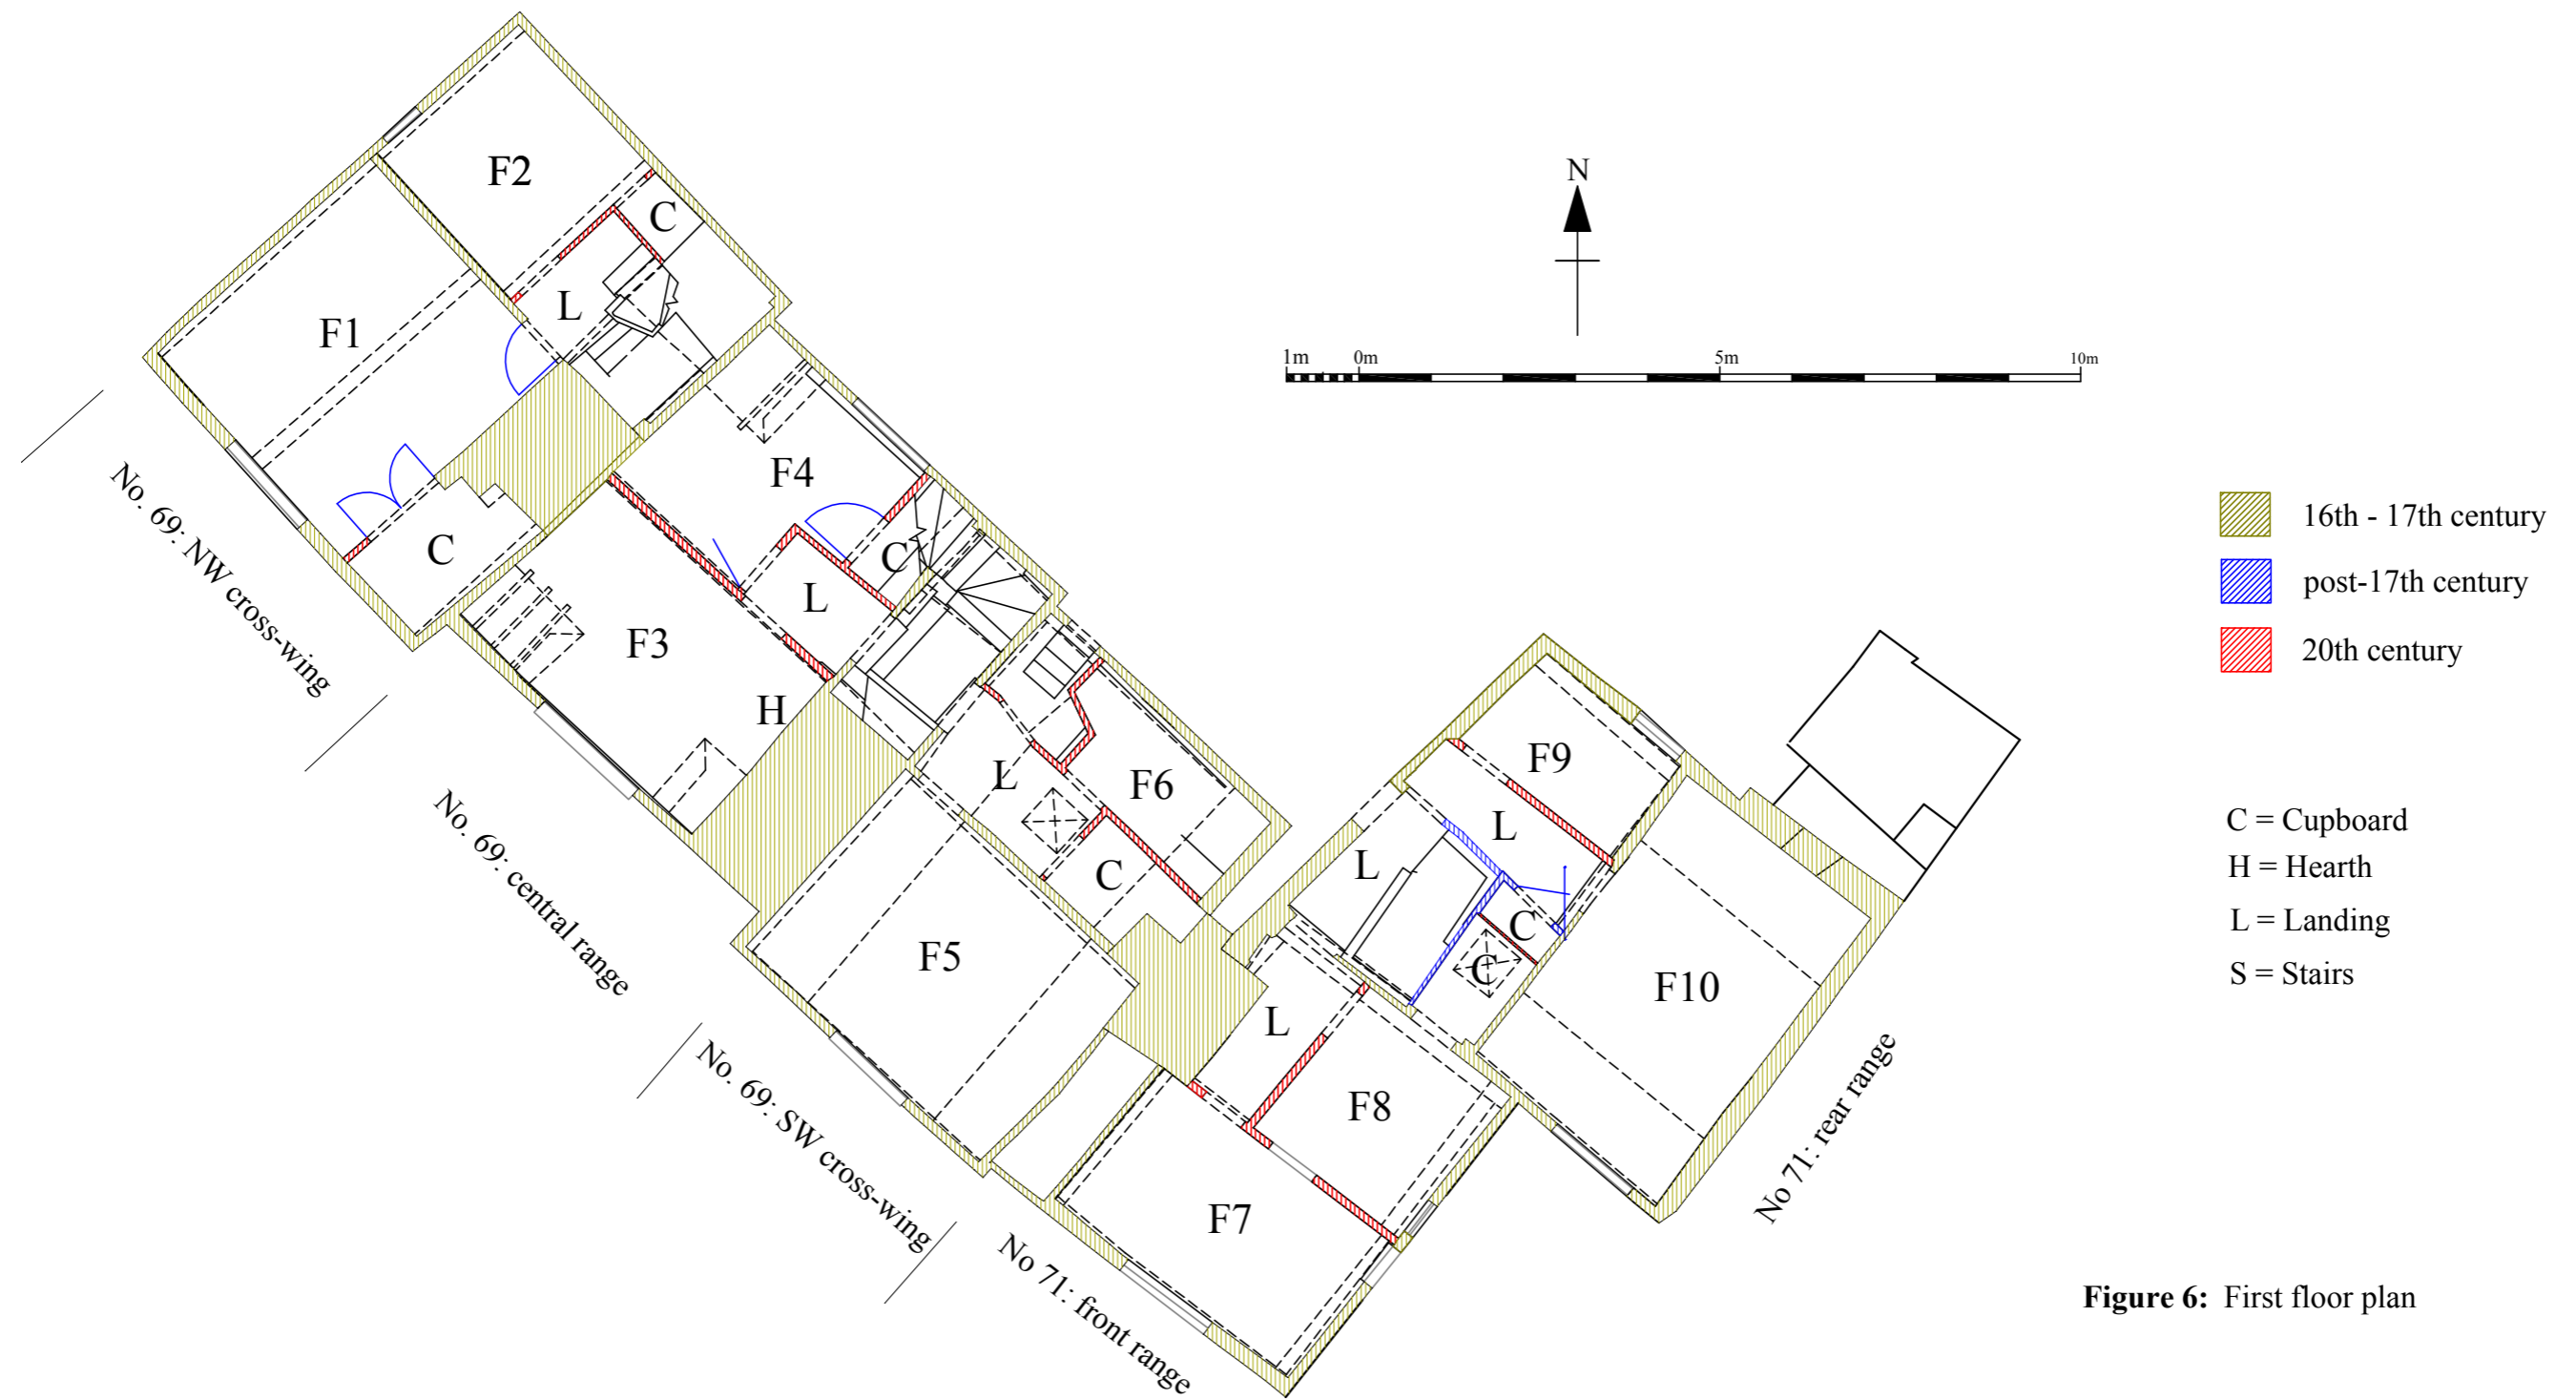 F2
C
F1
L
N
1m 0m 5m 10m
F4
C
C
L
F3
H
No. 69: NW cross-wing
No. 69: central range
No. 69: SW cross-wing
No 71: front range
No 71: rear range
L
F6
C
F5
F9
L
L
C
C
F10
L
F8
F7
16th - 17th century
post-17th century
20th century
C = Cupboard
H = Hearth
L = Landing
S = Stairs
Figure 6: First floor plan